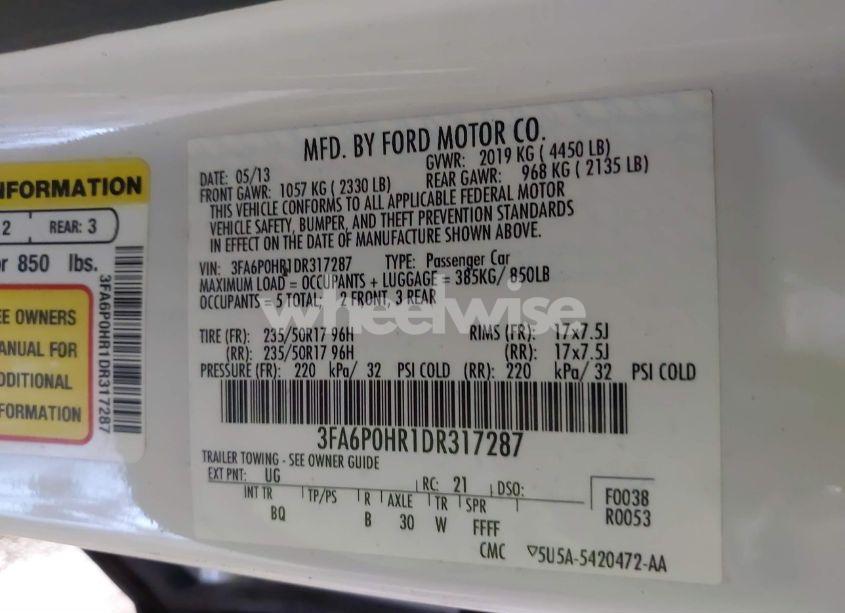 MFD. BY FORD MOTOR CO.
DATE: 05/13 GVWR: 2019 KG ( 4450 LB)
FRONT GAWR: 1057 KG ( 2330 LB) REAR GAWR: 968 KG ( 2135 LB)
THIS VEHICLE CONFORMS TO ALL APPLICABLE FEDERAL MOTOR
VEHICLE SAFETY, BUMPER, AND THEFT PREVENTION STANDARDS
IN EFFECT ON THE DATE OF MANUFACTURE SHOWN ABOVE.
VIN: 3FA6P0HR1DR317287 TYPE: Passenger Car
MAXIMUM LOAD = OCCUPANTS + LUGGAGE = 385KG/ 850LB
OCCUPANTS = 5 TOTAL; 2 FRONT, 3 REAR
TIRE (FR): 235/50R17 96H RIMS (FR): 17x7.5J
(RR): 235/50R17 96H (RR): 17x7.5J
PRESSURE (FR): 220 kPa/ 32 PSI COLD (RR): 220 kPa/ 32 PSI COLD
3FA6P0HR1DR317287
TRAILER TOWING - SEE OWNER GUIDE
EXT PNT: UG RC: 21 DSO:
INT TR TP/PS R AXLE TR SPR
BQ B 30 W FFFF
F0038
R0053
CMC ▽5U5A-5420472-AA
NFORMATION
2 REAR: 3
or 850 lbs.
EE OWNERS
ANUAL FOR
DDITIONAL
FORMATION
3FA6P0HR1DR317287
wheelwise